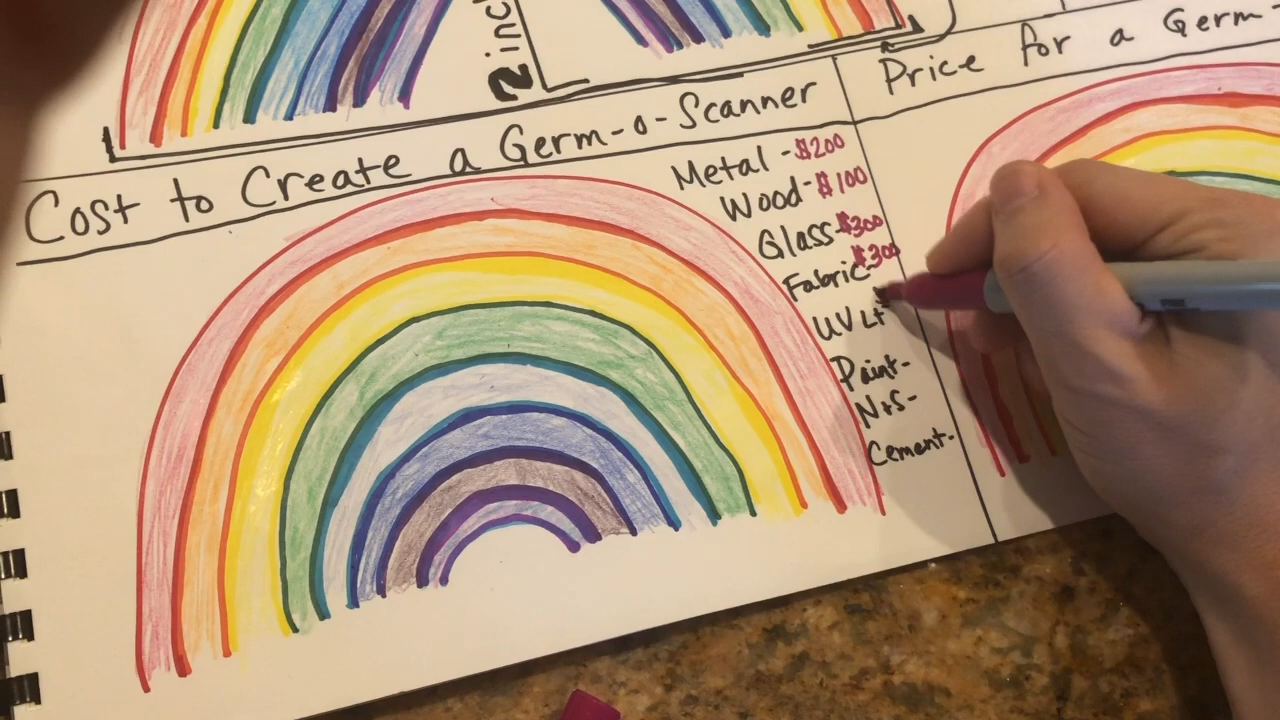 2 inc
Cost to Create a Germ-o-Scanner
Price for a Germ-
Metal - $200
Wood - $100
Glass - $300
Fabric - $300
UV Lt
Paint -
N+S -
Cement -